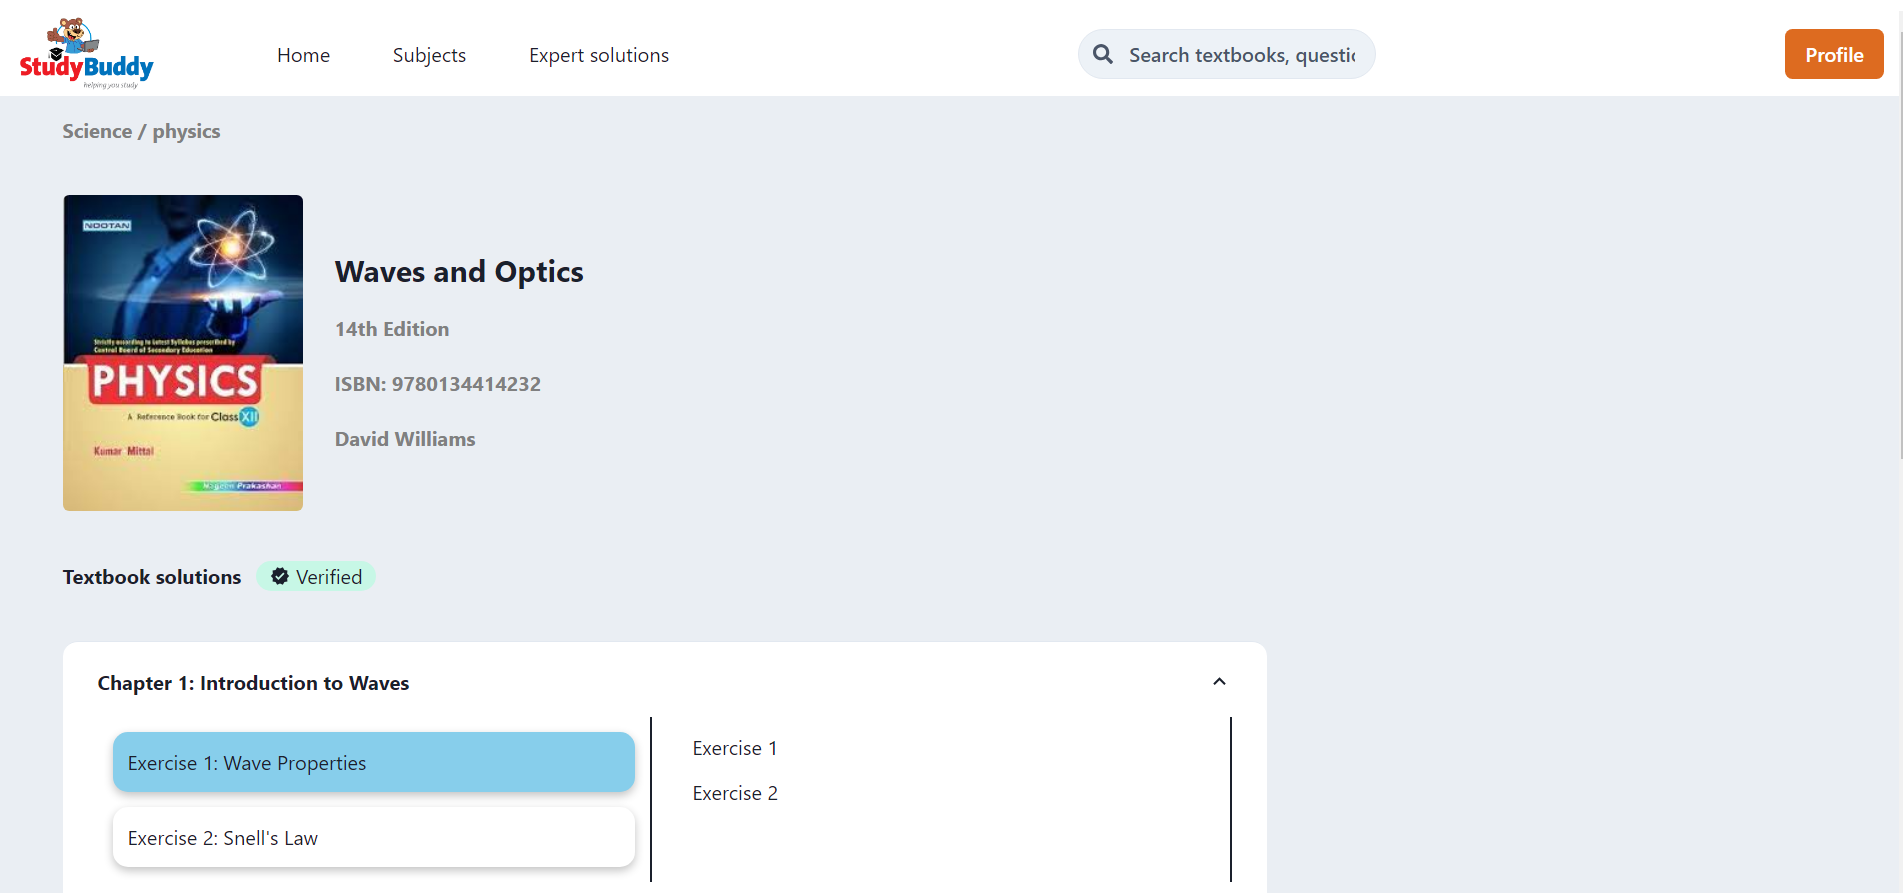 StudyBuddy
helping you study
Home
Subjects
Expert solutions
Search textbooks, questic
Profile
Science / physics
NOOTAN
Strictly according to Latest Syllabus prescribed by
Central Board of Secondary Education
PHYSICS
A Reference Book for Class XII
Kumar Mittal
Nageen Prakashan
Waves and Optics
14th Edition
ISBN: 9780134414232
David Williams
Textbook solutions
Verified
Chapter 1: Introduction to Waves
Exercise 1: Wave Properties
Exercise 2: Snell's Law
Exercise 1
Exercise 2